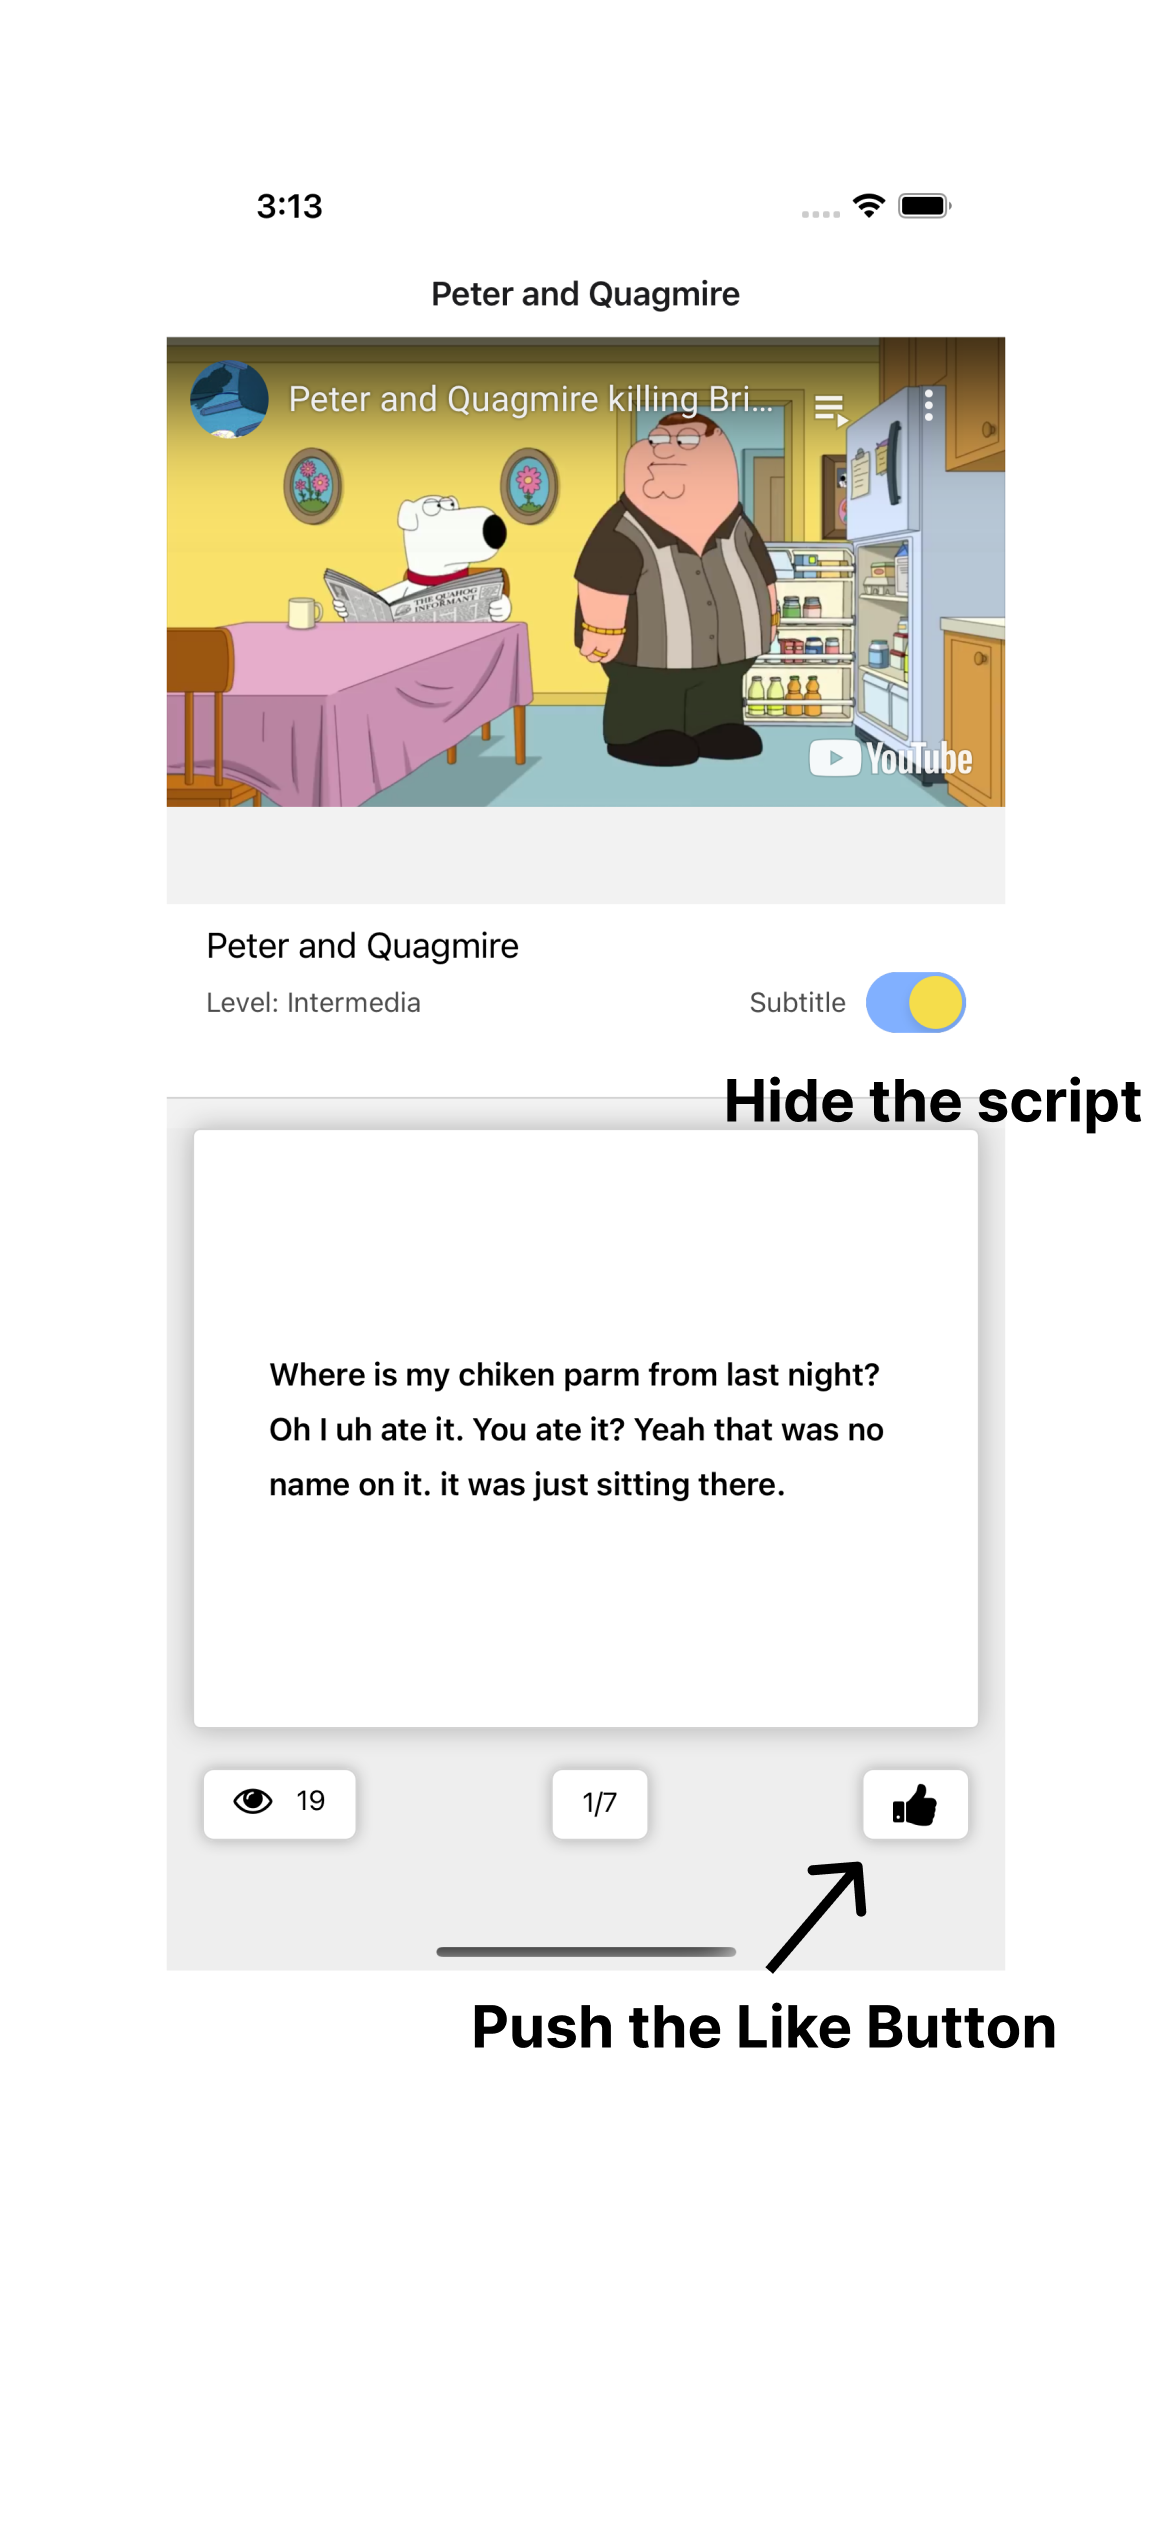 3:13
Peter and Quagmire
Peter and Quagmire killing Bri...
THE QUAHOG
INFORMANT
YouTube
Peter and Quagmire
Level: Intermedia
Subtitle
Hide the script
Where is my chiken parm from last night?
Oh I uh ate it. You ate it? Yeah that was no
name on it. it was just sitting there.
19
1/7
Push the Like Button